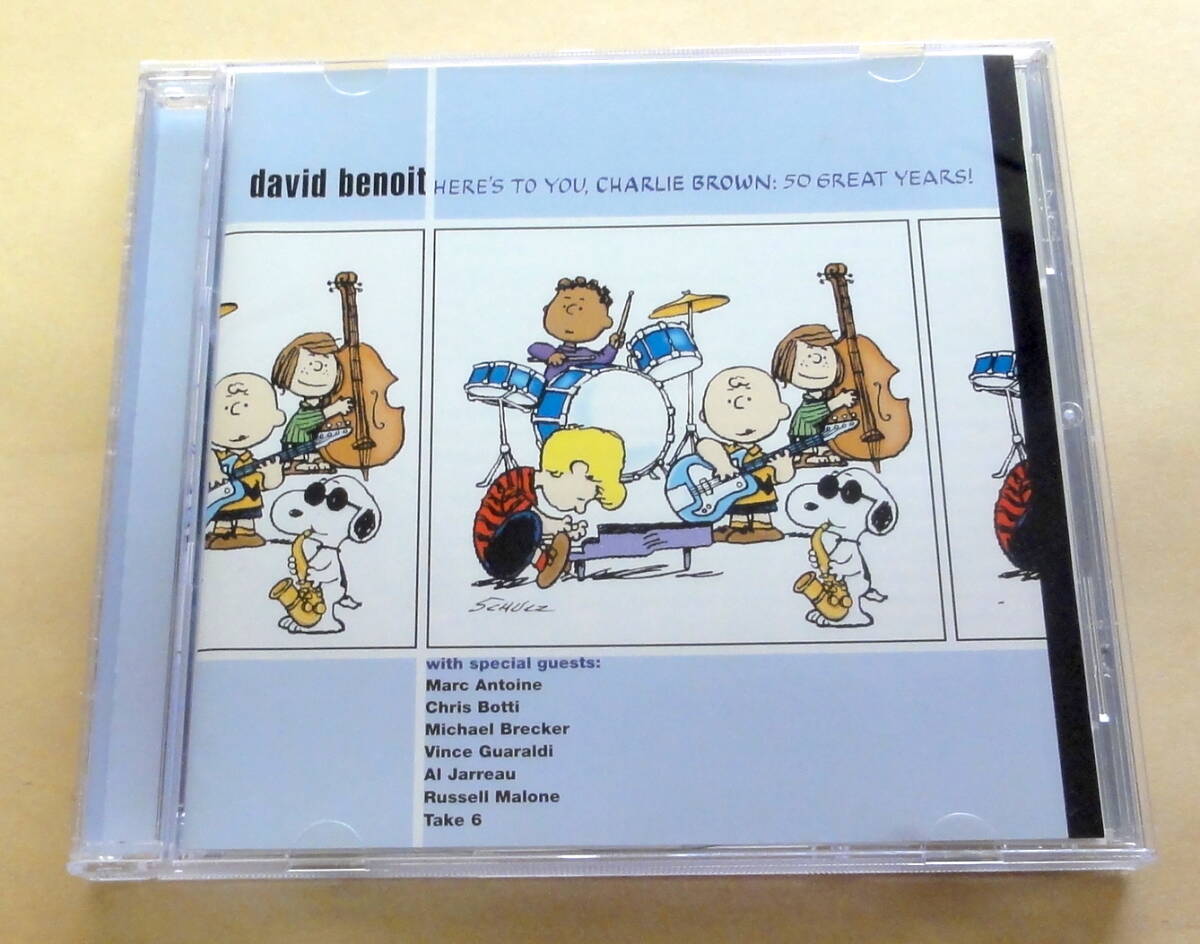 david benoit HERE'S TO YOU, CHARLIE BROWN: 50 GREAT YEARS!
SCHULZ
with special guests:
Marc Antoine
Chris Botti
Michael Brecker
Vince Guaraldi
Al Jarreau
Russell Malone
Take 6